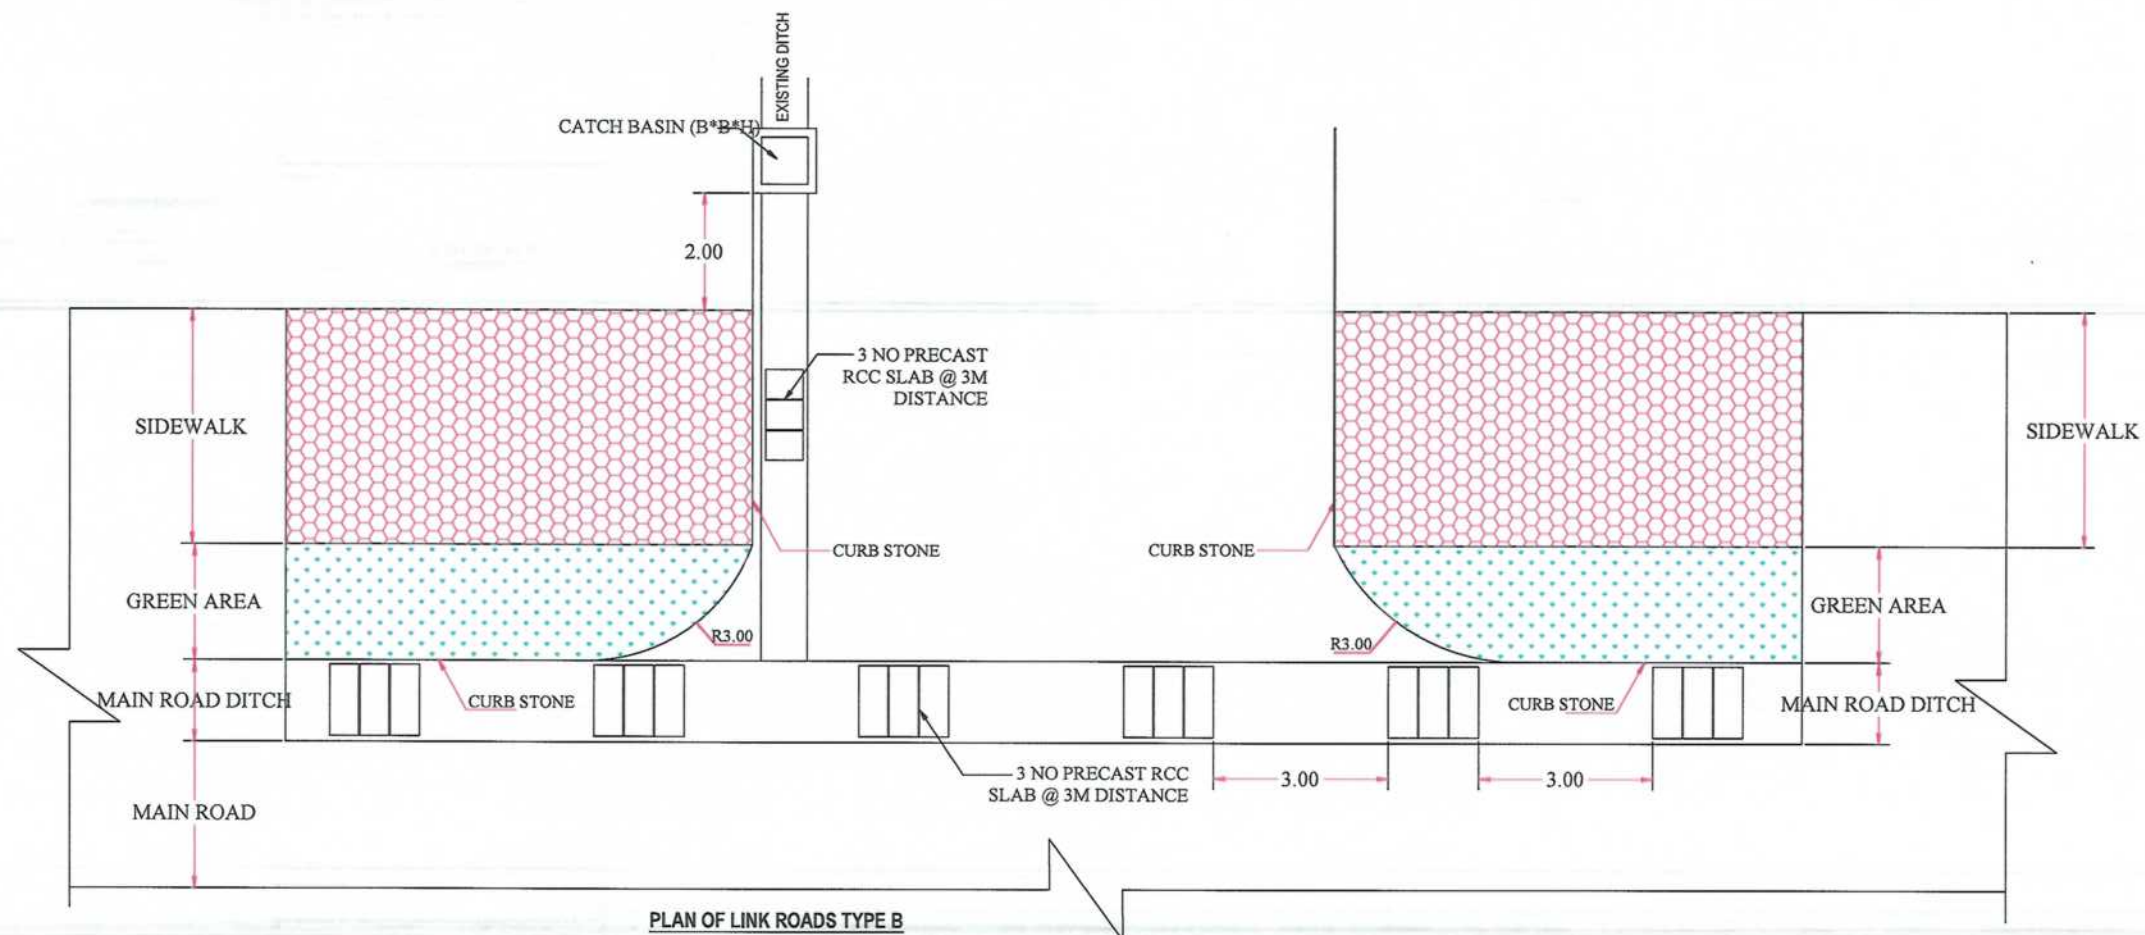 EXISTING DITCH
CATCH BASIN (B*B*H)
2.00
3 NO PRECAST
RCC SLAB @ 3M
DISTANCE
SIDEWALK
SIDEWALK
CURB STONE
CURB STONE
GREEN AREA
GREEN AREA
R3.00
R3.00
MAIN ROAD DITCH
CURB STONE
CURB STONE
MAIN ROAD DITCH
3 NO PRECAST RCC
SLAB @ 3M DISTANCE
3.00
3.00
MAIN ROAD
PLAN OF LINK ROADS TYPE B